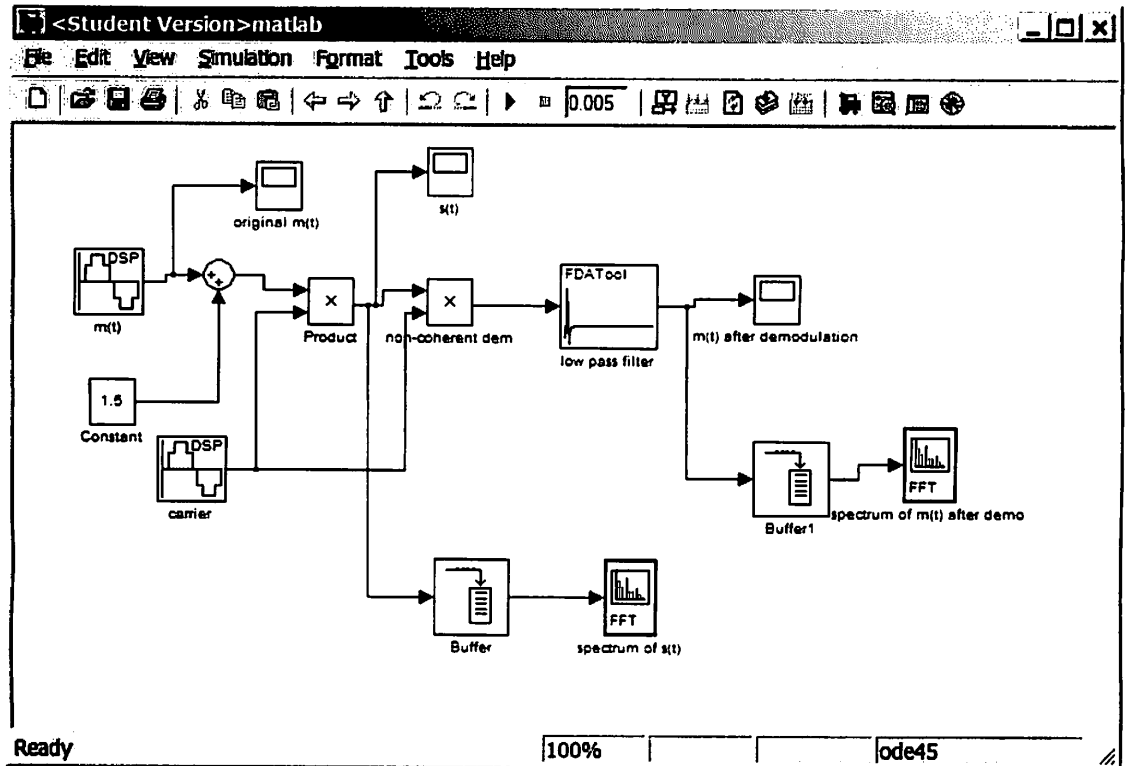 <Student Version>matlab
File Edit View Simulation Format Tools Help
0.005
original m(t)
s(t)
DSP
m(t)
×
Product
×
non-coherent dem
FDATool
low pass filter
m(t) after demodulation
1.5
Constant
DSP
carrier
Buffer1
FFT
spectrum of m(t) after demo
Buffer
FFT
spectrum of s(t)
Ready 100% ode45